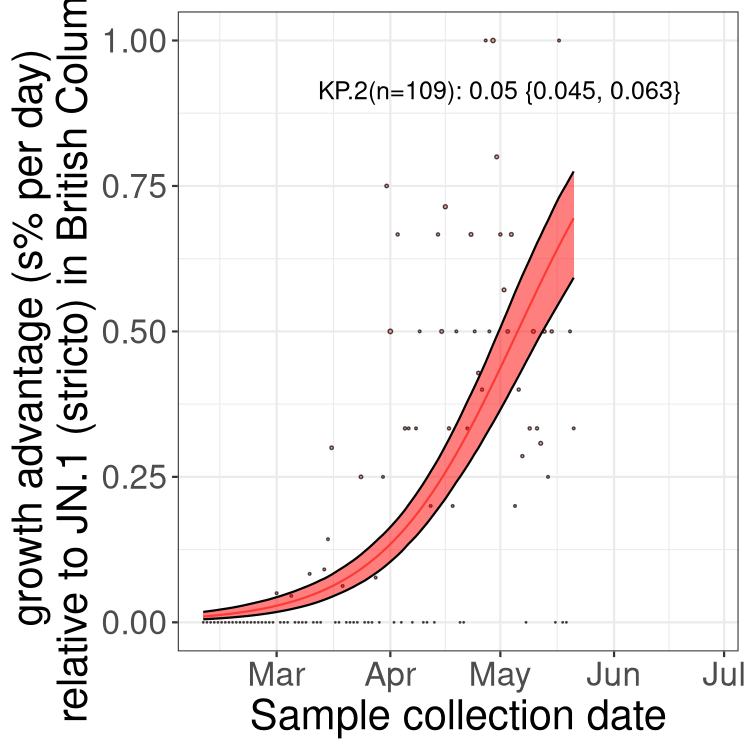 growth advantage (s% per day)
relative to JN.1 (stricto) in British Colum
1.00
0.75
0.50
0.25
0.00
KP.2(n=109): 0.05 {0.045, 0.063}
Mar Apr May Jun Jul
Sample collection date